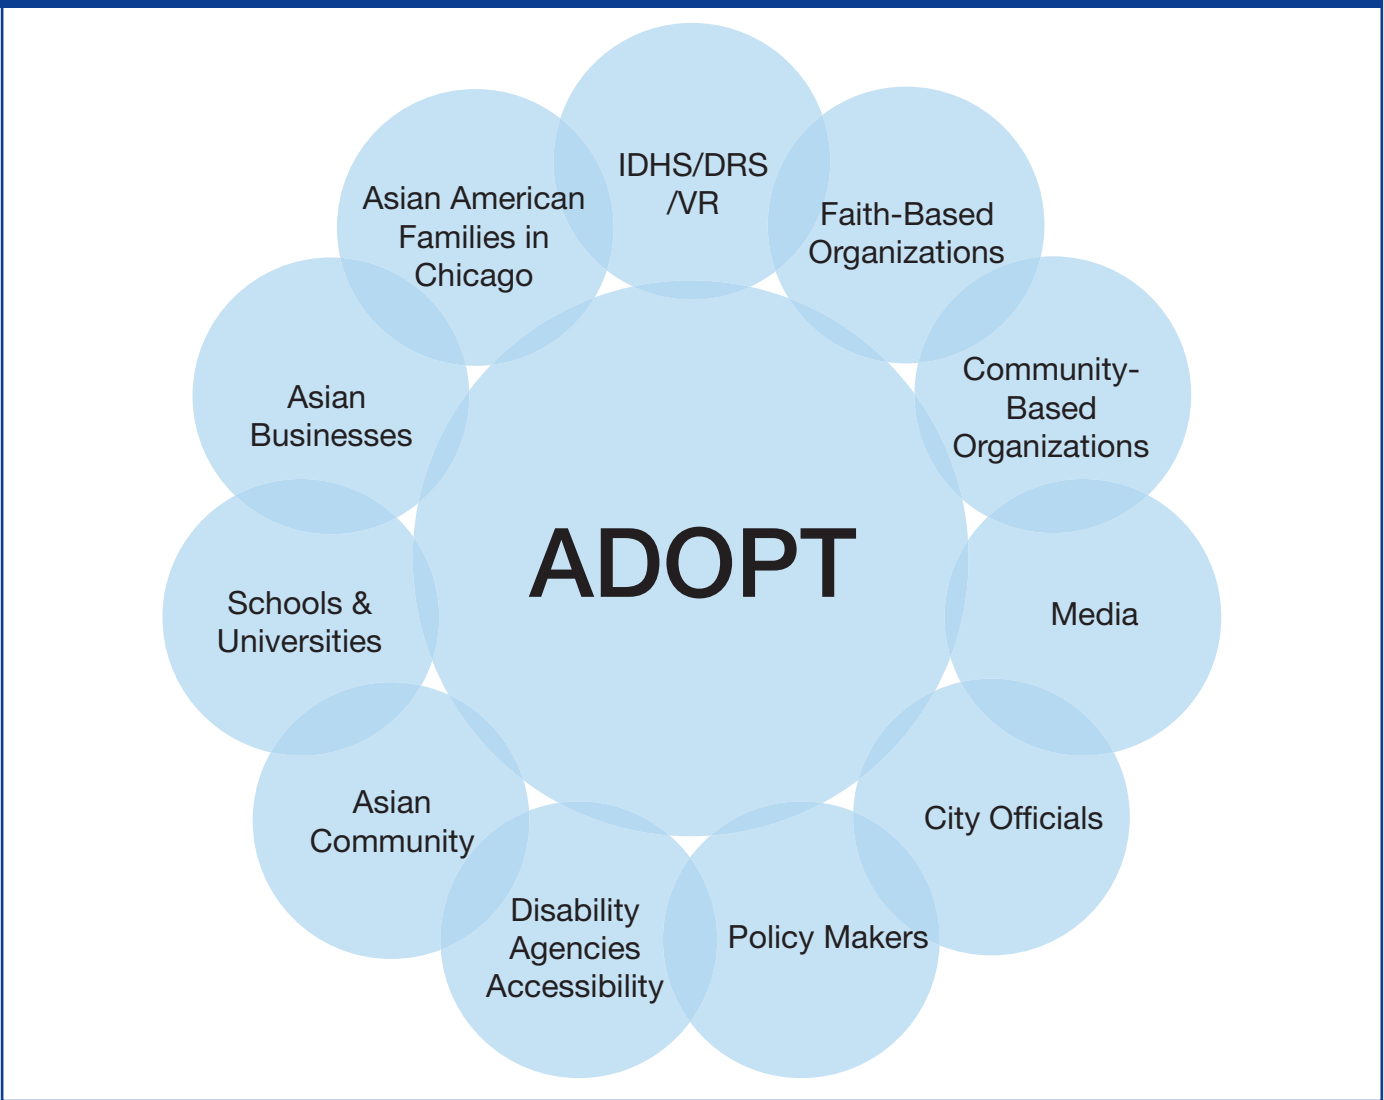 IDHS/DRS
/VR
Faith-Based
Organizations
Community-
Based
Organizations
Media
City Officials
Policy Makers
Disability
Agencies
Accessibility
Asian
Community
Schools &
Universities
Asian
Businesses
Asian American
Families in
Chicago
ADOPT